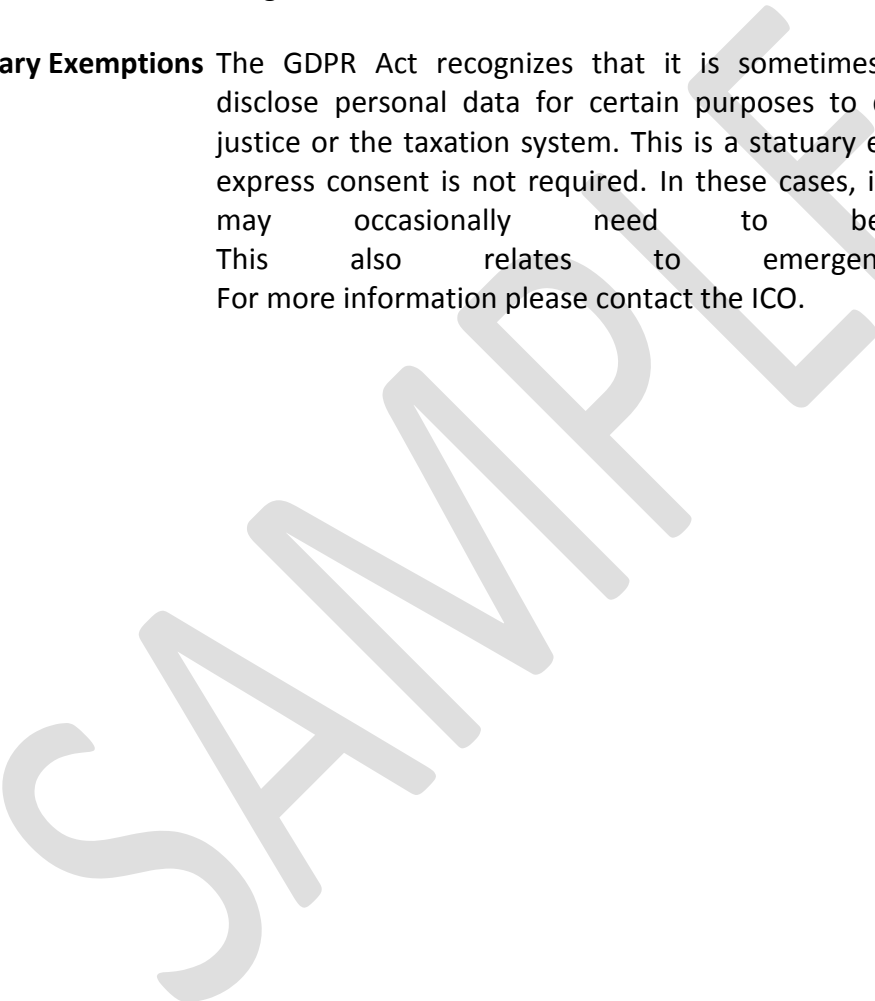 ary Exemptions The GDPR Act recognizes that it is sometimes
disclose personal data for certain purposes to
justice or the taxation system. This is a statuary
express consent is not required. In these cases,
may occasionally need to be
This also relates to emergen
For more information please contact the ICO.
SAMPLE